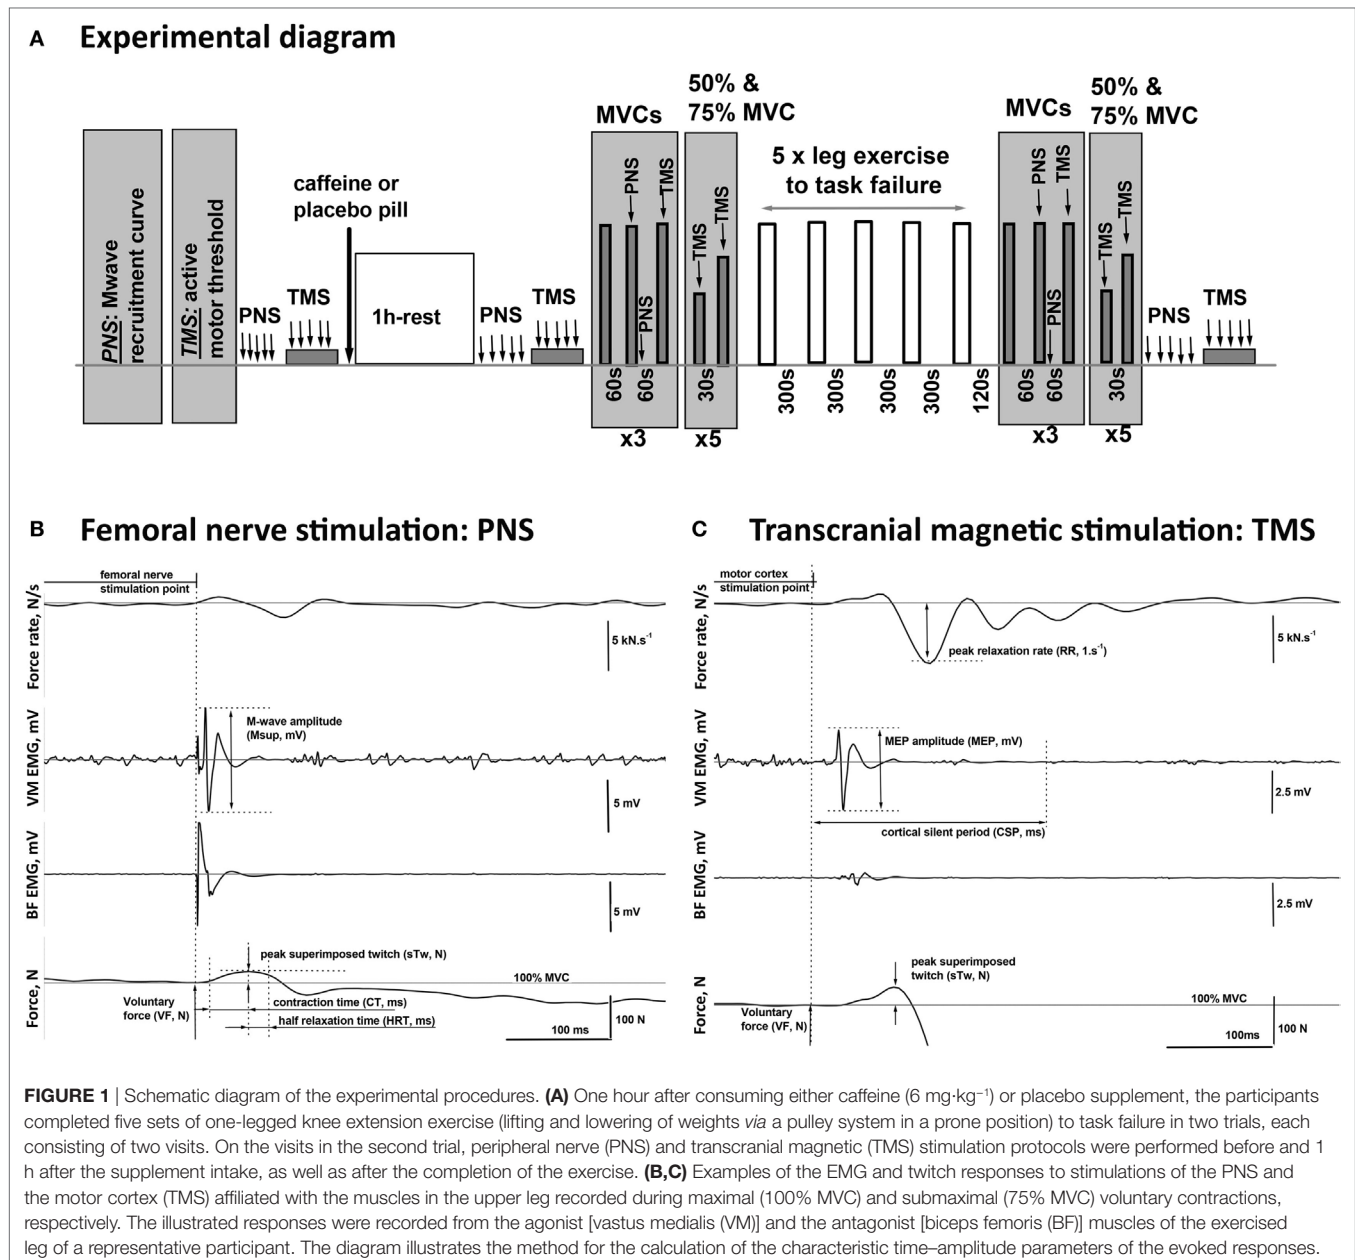 A Experimental diagram
PNS: Mwave
recruitment curve
TMS: active
motor threshold
PNS
TMS
caffeine or
placebo pill
1h-rest
PNS
TMS
MVCs
PNS
TMS
PNS
60s
60s
x3
50% &
75% MVC
TMS
TMS
30s
x5
5 x leg exercise
to task failure
300s
300s
300s
300s
120s
MVCs
PNS
TMS
PNS
60s
60s
x3
50% &
75% MVC
TMS
TMS
30s
x5
PNS
TMS
B Femoral nerve stimulation: PNS
femoral nerve
stimulation point
Force rate, N/s
5 kN.s⁻¹
VM EMG, mV
M-wave amplitude
(Msup, mV)
5 mV
BF EMG, mV
5 mV
Force, N
peak superimposed twitch (sTw, N)
100% MVC
Voluntary
force (VF, N)
contraction time (CT, ms)
half relaxation time (HRT, ms)
100 ms
100 N
C Transcranial magnetic stimulation: TMS
motor cortex
stimulation point
Force rate, N/s
peak relaxation rate (RR, 1.s⁻¹)
5 kN.s⁻¹
VM EMG, mV
MEP amplitude (MEP, mV)
2.5 mV
cortical silent period (CSP, ms)
BF EMG, mV
2.5 mV
Force, N
peak superimposed
twitch (sTw, N)
100% MVC
Voluntary
force (VF, N)
100ms
100 N
FIGURE 1 | Schematic diagram of the experimental procedures. (A) One hour after consuming either caffeine (6 mg·kg⁻¹) or placebo supplement, the participants
completed five sets of one-legged knee extension exercise (lifting and lowering of weights via a pulley system in a prone position) to task failure in two trials, each
consisting of two visits. On the visits in the second trial, peripheral nerve (PNS) and transcranial magnetic (TMS) stimulation protocols were performed before and 1
h after the supplement intake, as well as after the completion of the exercise. (B,C) Examples of the EMG and twitch responses to stimulations of the PNS and
the motor cortex (TMS) affiliated with the muscles in the upper leg recorded during maximal (100% MVC) and submaximal (75% MVC) voluntary contractions,
respectively. The illustrated responses were recorded from the agonist [vastus medialis (VM)] and the antagonist [biceps femoris (BF)] muscles of the exercised
leg of a representative participant. The diagram illustrates the method for the calculation of the characteristic time–amplitude parameters of the evoked responses.